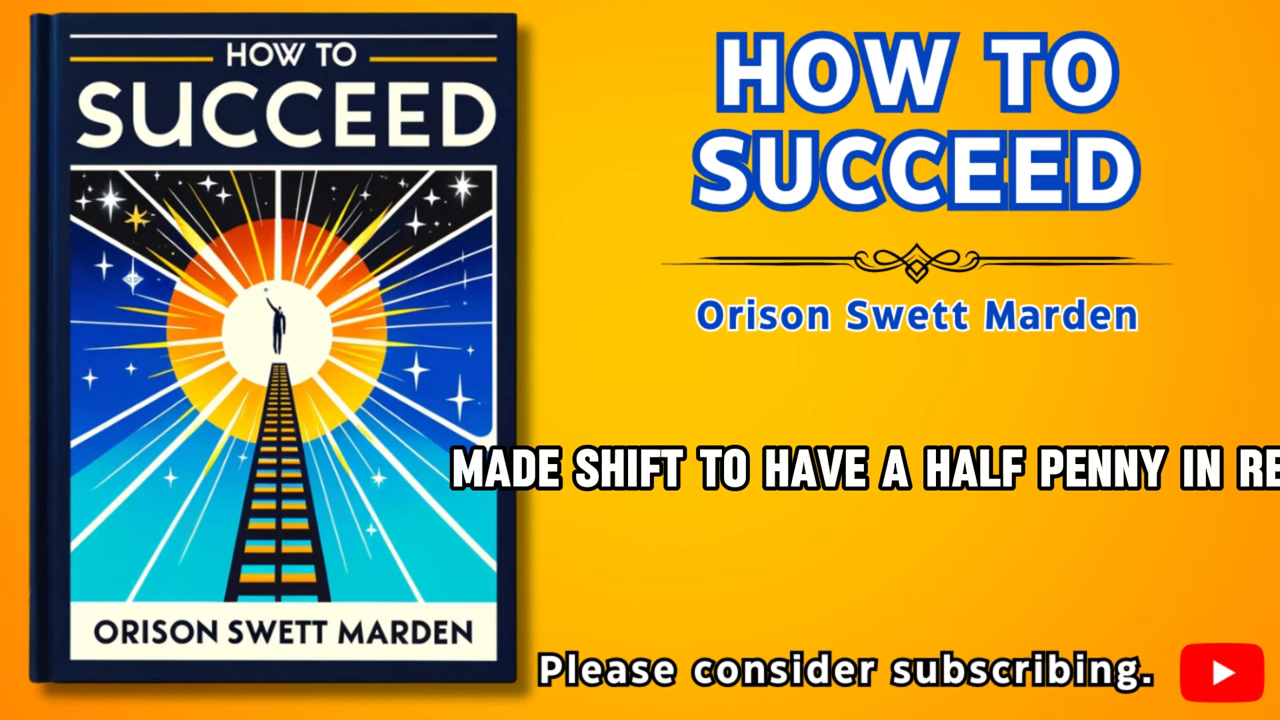 HOW TO
SUCCEED
ORISON SWETT MARDEN
HOW TO
SUCCEED
Orison Swett Marden
MADE SHIFT TO HAVE A HALF PENNY IN
Please consider subscribing.